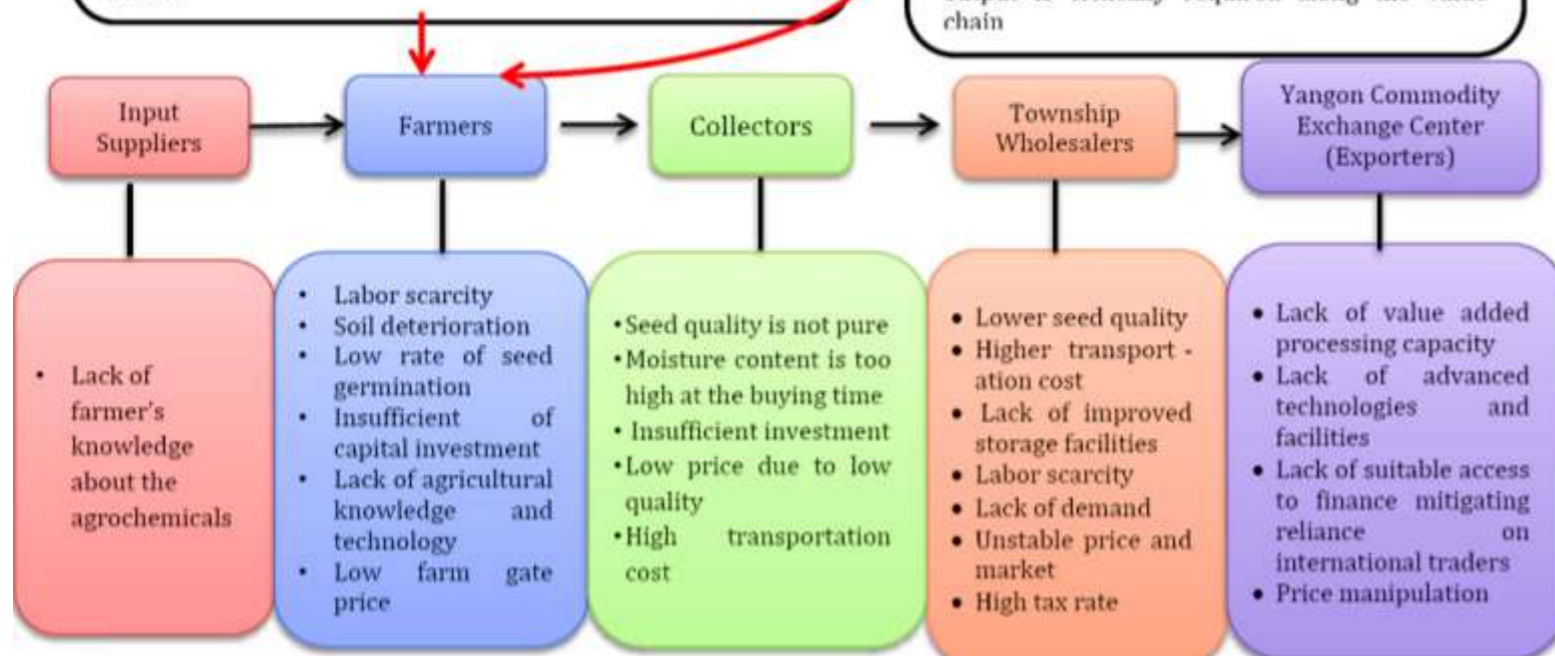 chain
Input
Suppliers
Farmers
Collectors
Township
Wholesalers
Yangon Commodity
Exchange Center
(Exporters)
• Lack of
farmer's
knowledge
about the
agrochemicals
• Labor scarcity
• Soil deterioration
• Low rate of seed
germination
• Insufficient of
capital investment
• Lack of agricultural
knowledge and
technology
• Low farm gate
price
• Seed quality is not pure
• Moisture content is too
high at the buying time
• Insufficient investment
• Low price due to low
quality
• High transportation
cost
• Lower seed quality
• Higher transport -
ation cost
• Lack of improved
storage facilities
• Labor scarcity
• Lack of demand
• Unstable price and
market
• High tax rate
• Lack of value added
processing capacity
• Lack of advanced
technologies and
facilities
• Lack of suitable access
to finance mitigating
reliance on
international traders
• Price manipulation